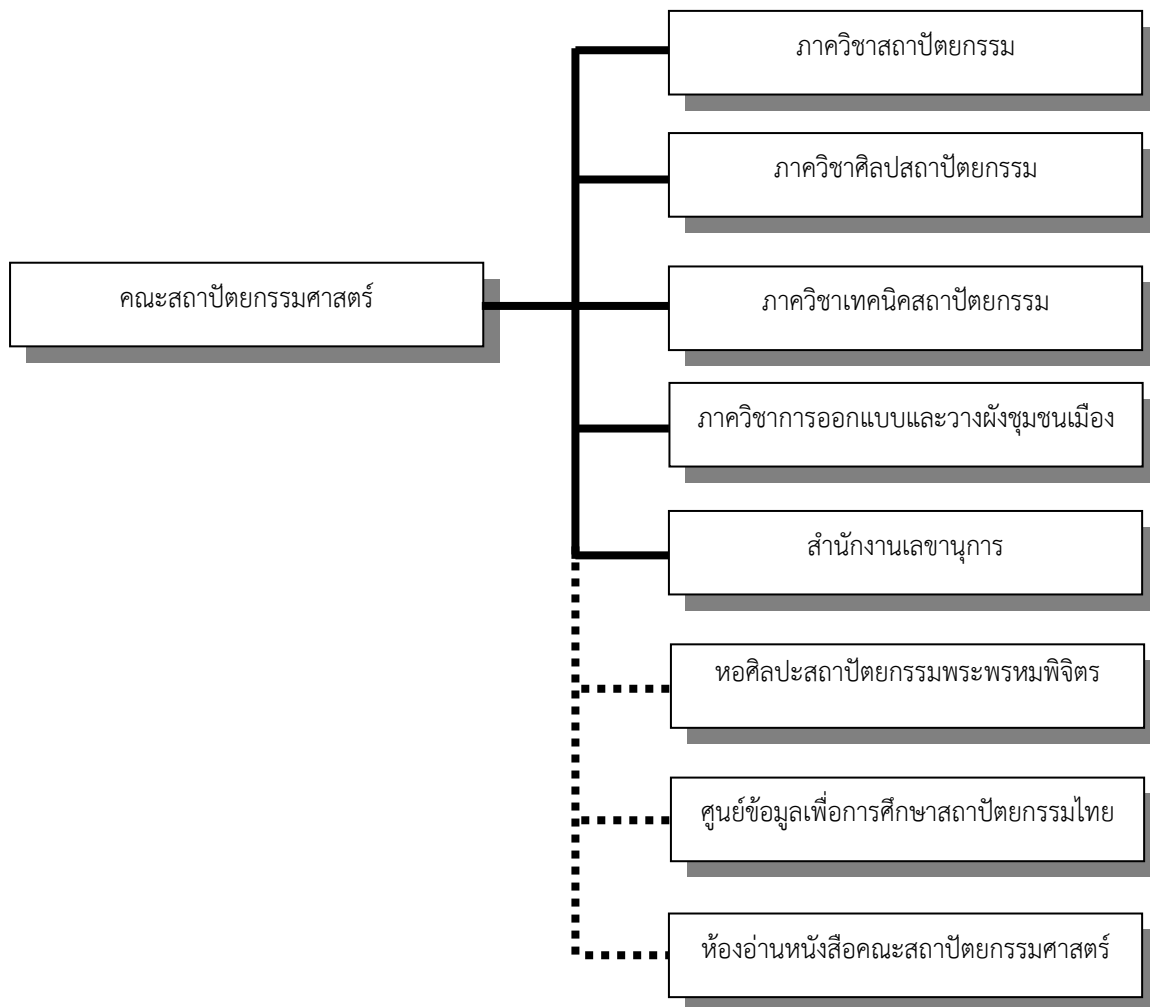 ภาควิชาสถาปัตยกรรม
ภาควิชาศิลปสถาปัตยกรรม
คณะสถาปัตยกรรมศาสตร์
ภาควิชาเทคนิคสถาปัตยกรรม
ภาควิชาการออกแบบและวางผังชุมชนเมือง
สำนักงานเลขานุการ
หอศิลปะสถาปัตยกรรมพระพรหมพิจิตร
ศูนย์ข้อมูลเพื่อการศึกษาสถาปัตยกรรมไทย
ห้องอ่านหนังสือคณะสถาปัตยกรรมศาสตร์